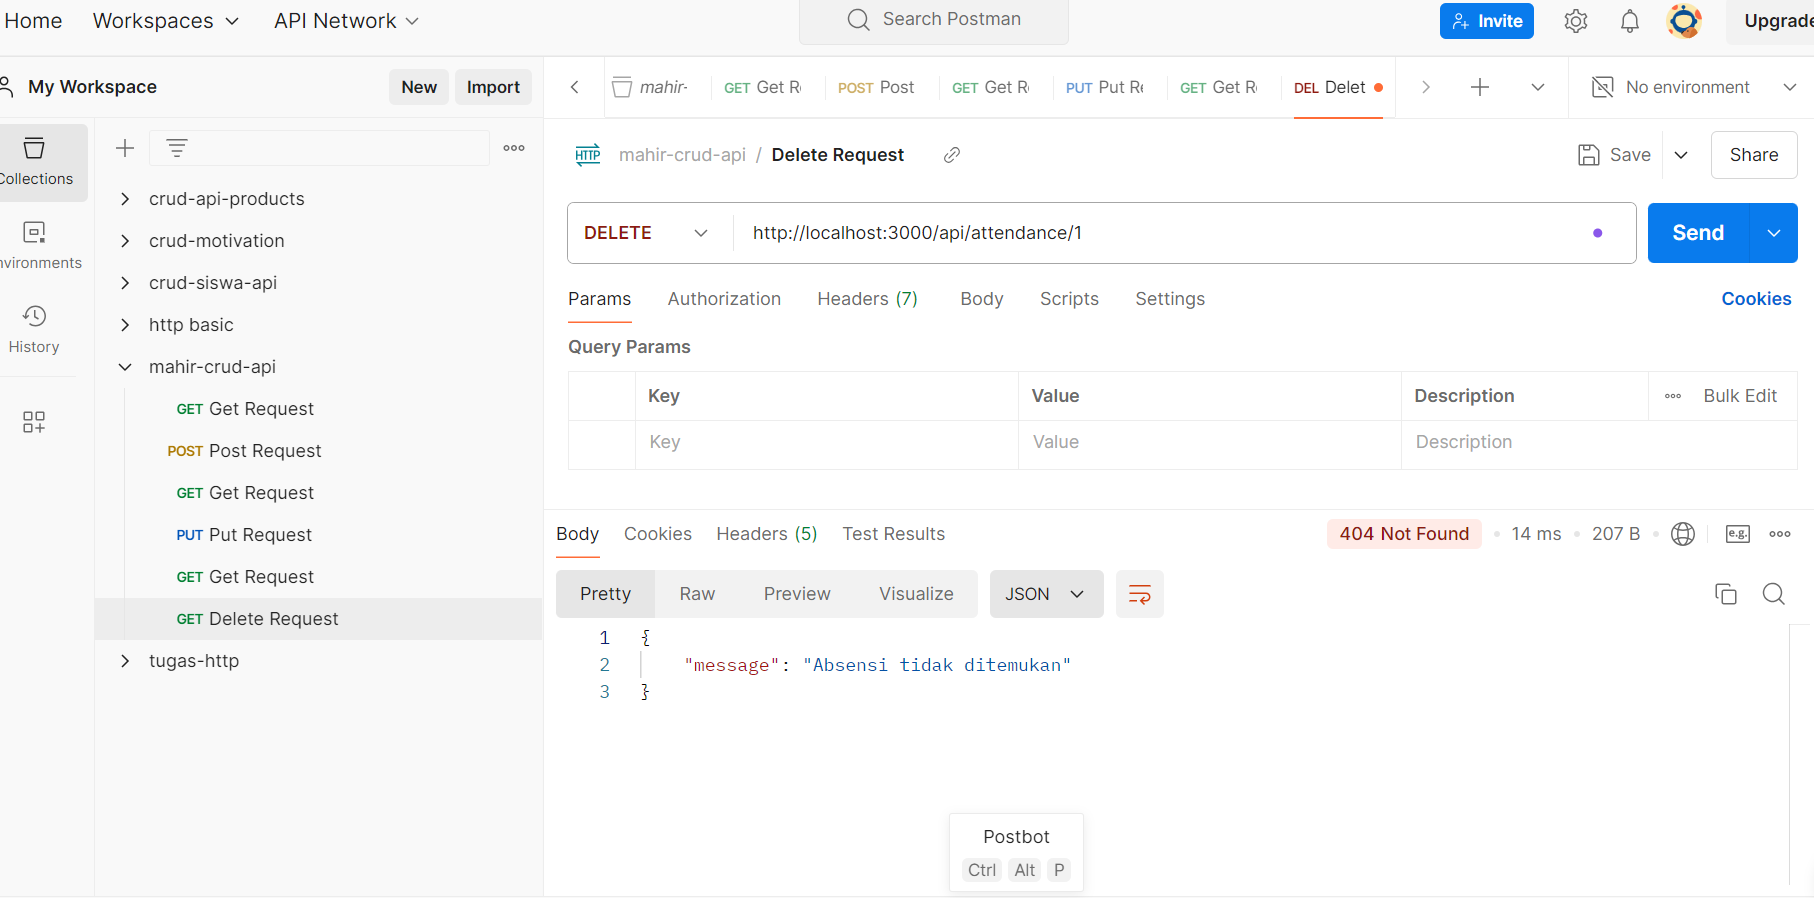 Home Workspaces API Network Search Postman Invite Upgrade
My Workspace New Import
mahir- GET Get R POST Post GET Get R PUT Put Re GET Get R DEL Delet No environment
Collections
Environments
History
crud-api-products
crud-motivation
crud-siswa-api
http basic
mahir-crud-api
GET Get Request
POST Post Request
GET Get Request
PUT Put Request
GET Get Request
GET Delete Request
tugas-http
HTTP mahir-crud-api / Delete Request Save Share
DELETE http://localhost:3000/api/attendance/1 Send
Params Authorization Headers (7) Body Scripts Settings Cookies
Query Params
Key Value Description Bulk Edit
Key Value Description
Body Cookies Headers (5) Test Results 404 Not Found 14 ms 207 B e.g.
Pretty Raw Preview Visualize JSON
1 {
2 "message": "Absensi tidak ditemukan"
3 }
Postbot
Ctrl Alt P